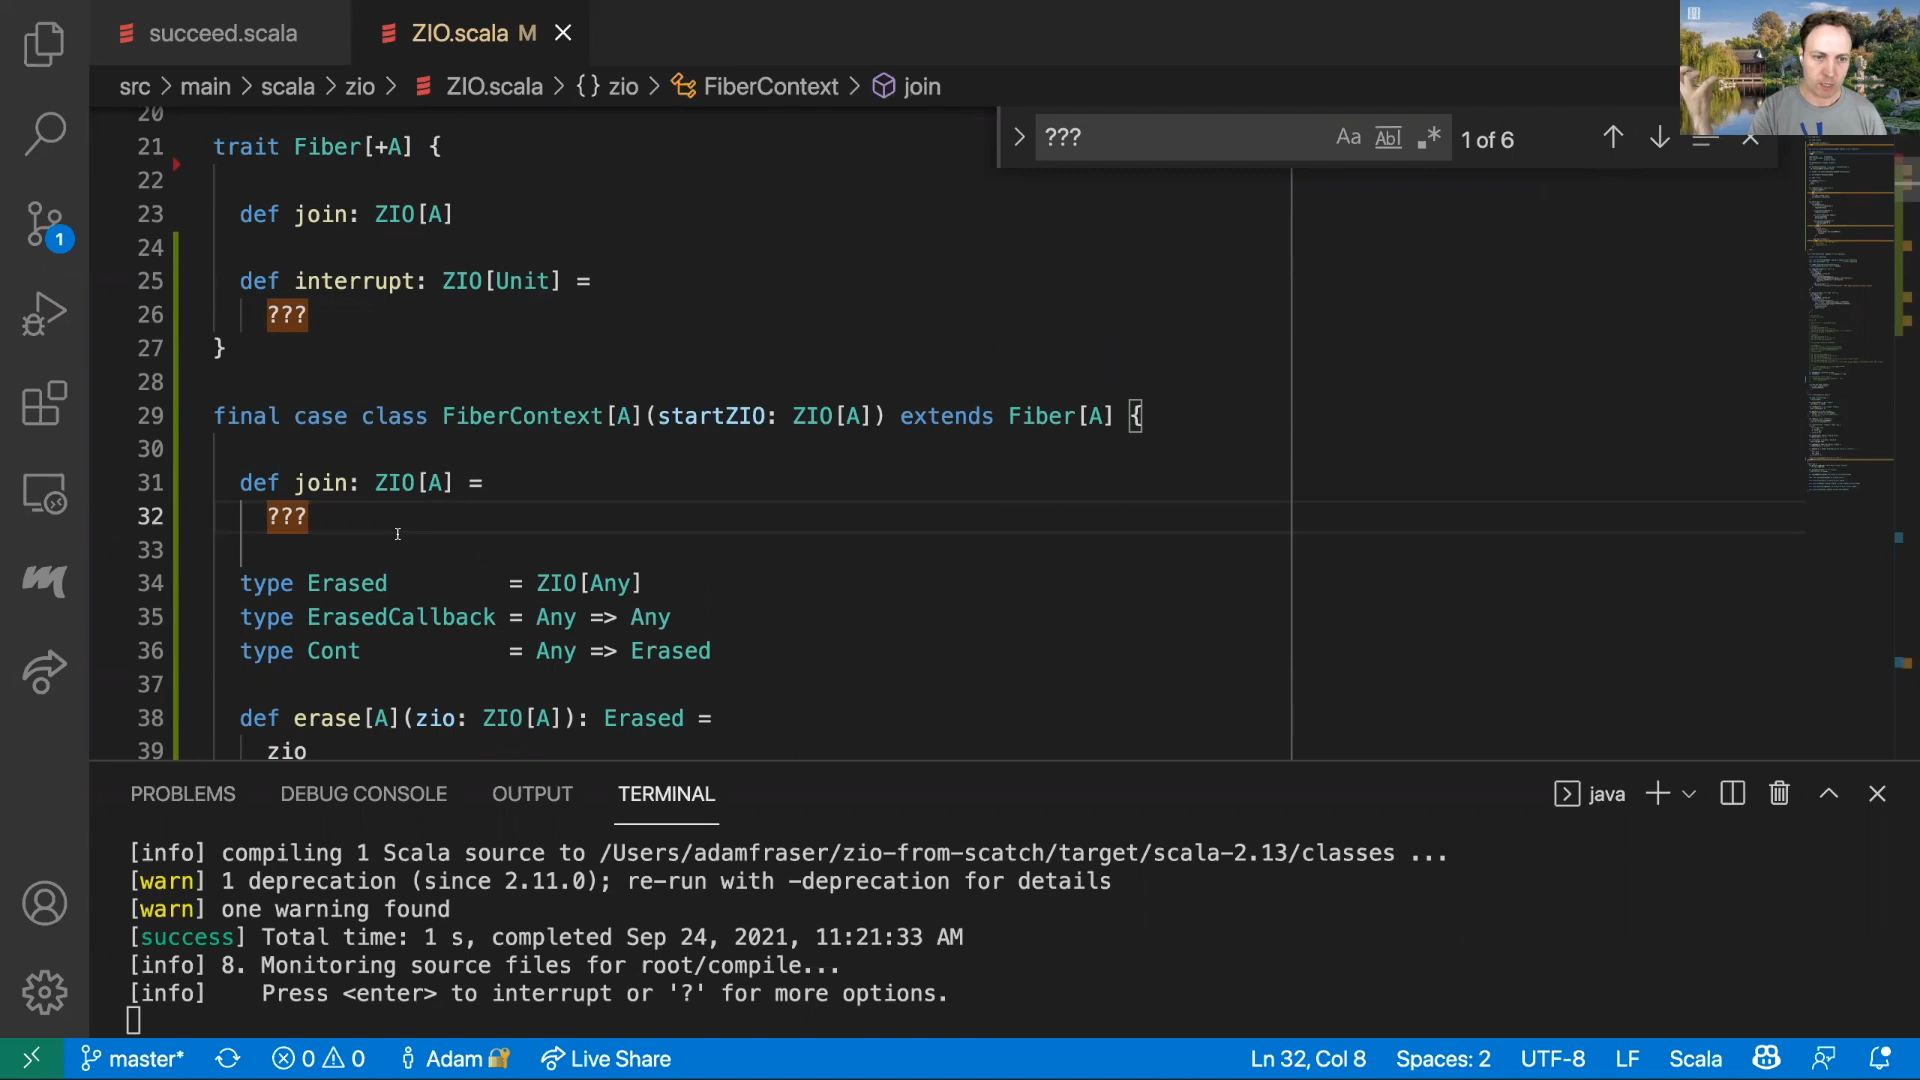 succeed.scala
ZIO.scala M
src > main > scala > zio > ZIO.scala > {} zio > FiberContext > join
???
Aa Abl .* 1 of 6
20
21 trait Fiber[+A] {
22
23 def join: ZIO[A]
24
25 def interrupt: ZIO[Unit] =
26 ???
27 }
28
29 final case class FiberContext[A](startZIO: ZIO[A]) extends Fiber[A] {
30
31 def join: ZIO[A] =
32 ???
33
34 type Erased = ZIO[Any]
35 type ErasedCallback = Any => Any
36 type Cont = Any => Erased
37
38 def erase[A](zio: ZIO[A]): Erased =
39 zio
1
PROBLEMS DEBUG CONSOLE OUTPUT TERMINAL
java
[info] compiling 1 Scala source to /Users/adamfraser/zio-from-scatch/target/scala-2.13/classes ...
[warn] 1 deprecation (since 2.11.0); re-run with -deprecation for details
[warn] one warning found
[success] Total time: 1 s, completed Sep 24, 2021, 11:21:33 AM
[info] 8. Monitoring source files for root/compile...
[info] Press <enter> to interrupt or '?' for more options.
master* 0 0 Adam Live Share
Ln 32, Col 8 Spaces: 2 UTF-8 LF Scala